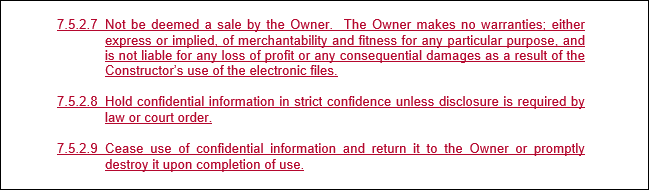 7.5.2.7 Not be deemed a sale by the Owner. The Owner makes no warranties; either
express or implied, of merchantability and fitness for any particular purpose, and
is not liable for any loss of profit or any consequential damages as a result of the
Constructor's use of the electronic files.
7.5.2.8 Hold confidential information in strict confidence unless disclosure is required by
law or court order.
7.5.2.9 Cease use of confidential information and return it to the Owner or promptly
destroy it upon completion of use.